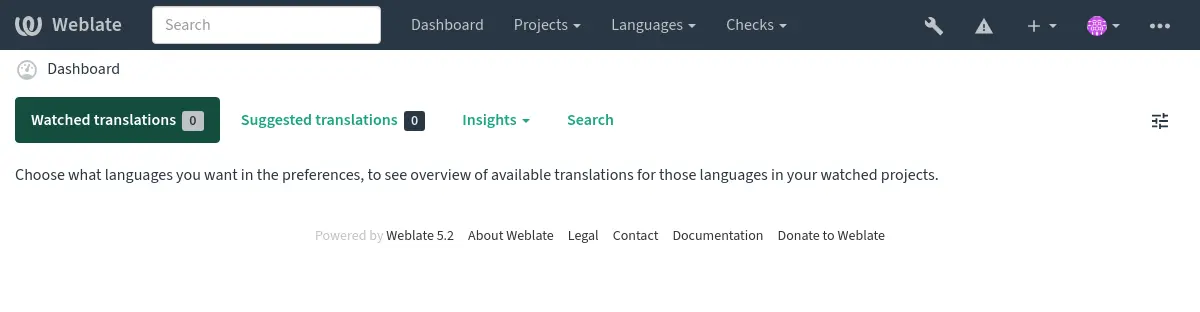 Weblate Search Dashboard Projects Languages Checks
Dashboard
Watched translations 0 Suggested translations 0 Insights Search
Choose what languages you want in the preferences, to see overview of available translations for those languages in your watched projects.
Powered by Weblate 5.2 About Weblate Legal Contact Documentation Donate to Weblate